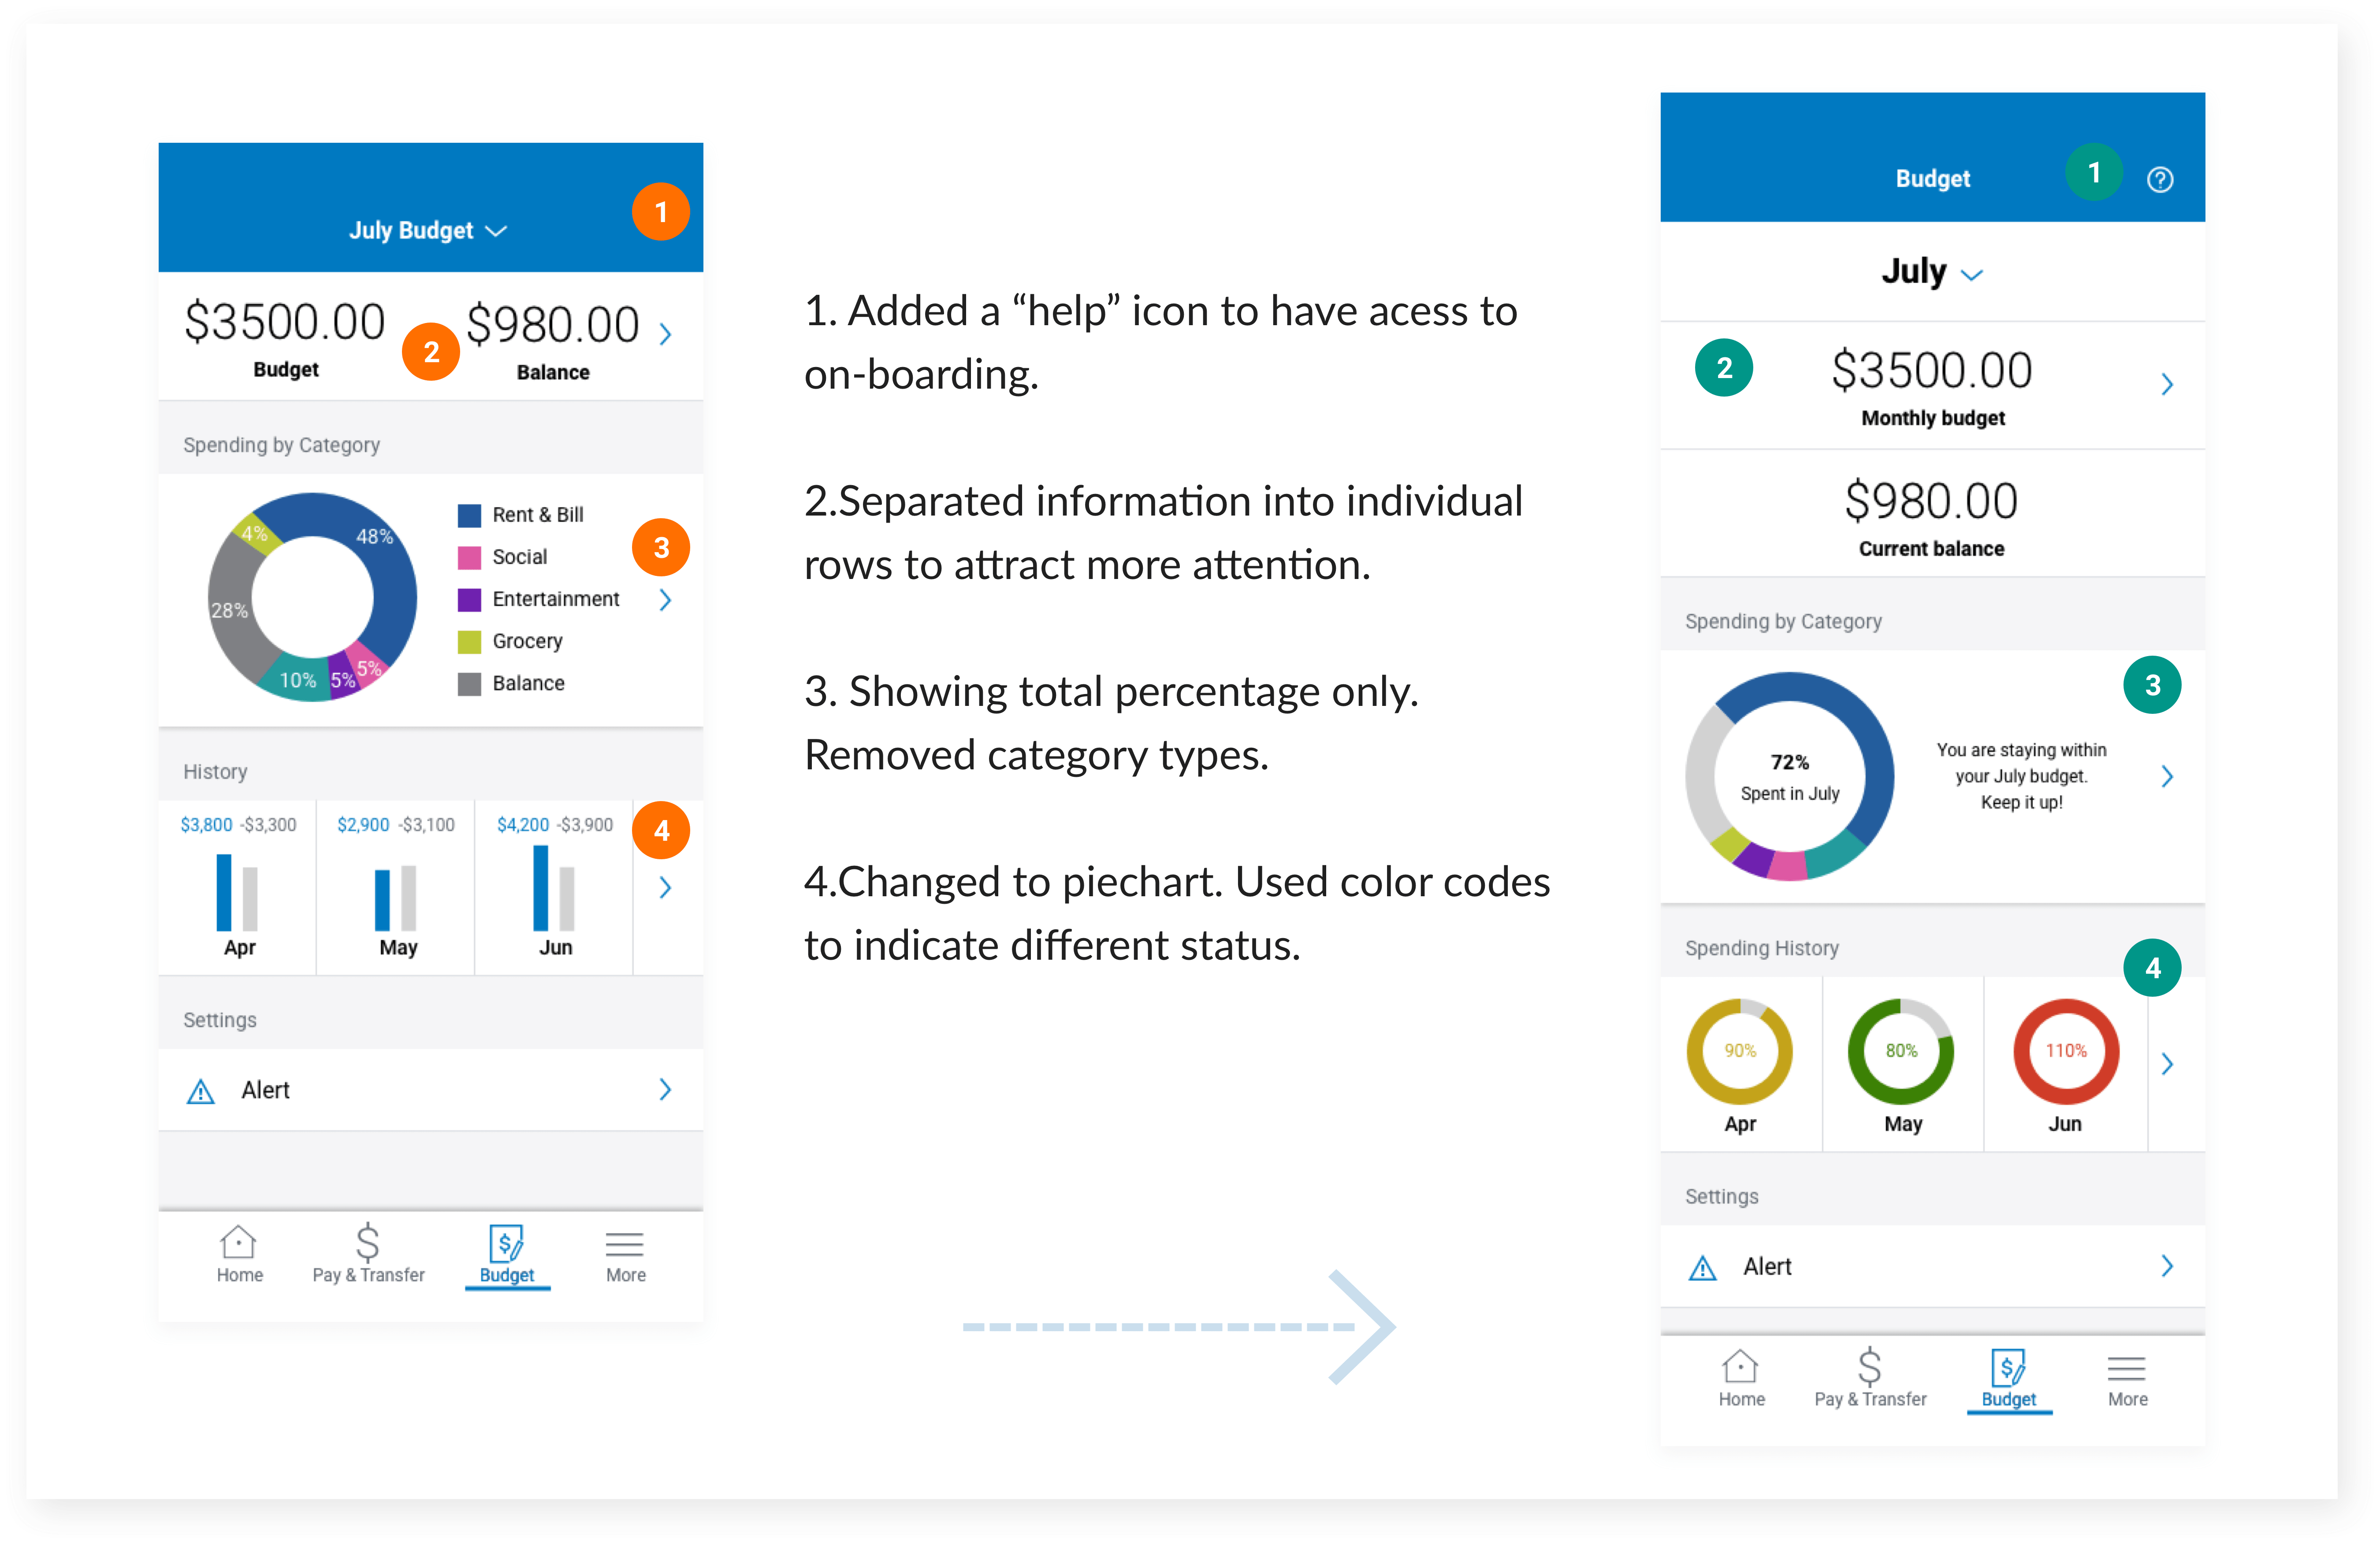 July Budget
1
$3500.00
Budget
2
$980.00
Balance
Spending by Category
4%
48%
28%
10%
5%
5%
Rent & Bill
Social
Entertainment
Grocery
Balance
3
History
$3,800 -$3,300
$2,900 -$3,100
$4,200 -$3,900
4
Apr
May
Jun
Settings
Alert
Home
Pay & Transfer
Budget
More
1. Added a “help” icon to have acess to
on-boarding.
2.Separated information into individual
rows to attract more attention.
3. Showing total percentage only.
Removed category types.
4.Changed to piechart. Used color codes
to indicate different status.
Budget
1
?
July
2
$3500.00
Monthly budget
$980.00
Current balance
Spending by Category
3
72%
Spent in July
You are staying within
your July budget.
Keep it up!
Spending History
4
90%
80%
110%
Apr
May
Jun
Settings
Alert
Home
Pay & Transfer
Budget
More